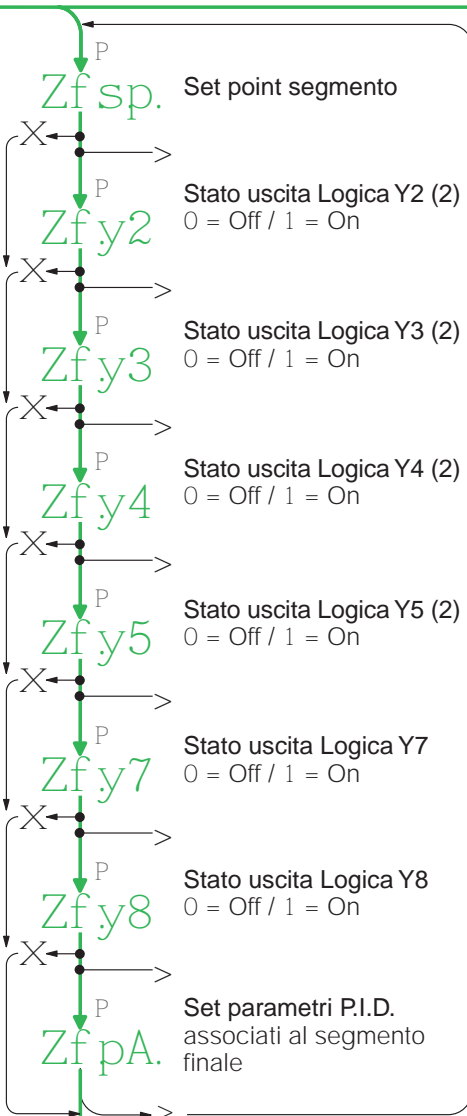 P
Zf sp. Set point segmento
X
>
P
Zf.y2 Stato uscita Logica Y2 (2)
0 = Off / 1 = On
X
>
P
Zf.y3 Stato uscita Logica Y3 (2)
0 = Off / 1 = On
X
>
P
Zf.y4 Stato uscita Logica Y4 (2)
0 = Off / 1 = On
X
>
P
Zf.y5 Stato uscita Logica Y5 (2)
0 = Off / 1 = On
X
>
P
Zf.y7 Stato uscita Logica Y7
0 = Off / 1 = On
X
>
P
Zf.y8 Stato uscita Logica Y8
0 = Off / 1 = On
X
>
P
Zf pA. Set parametri P.I.D.
associati al segmento
finale
>